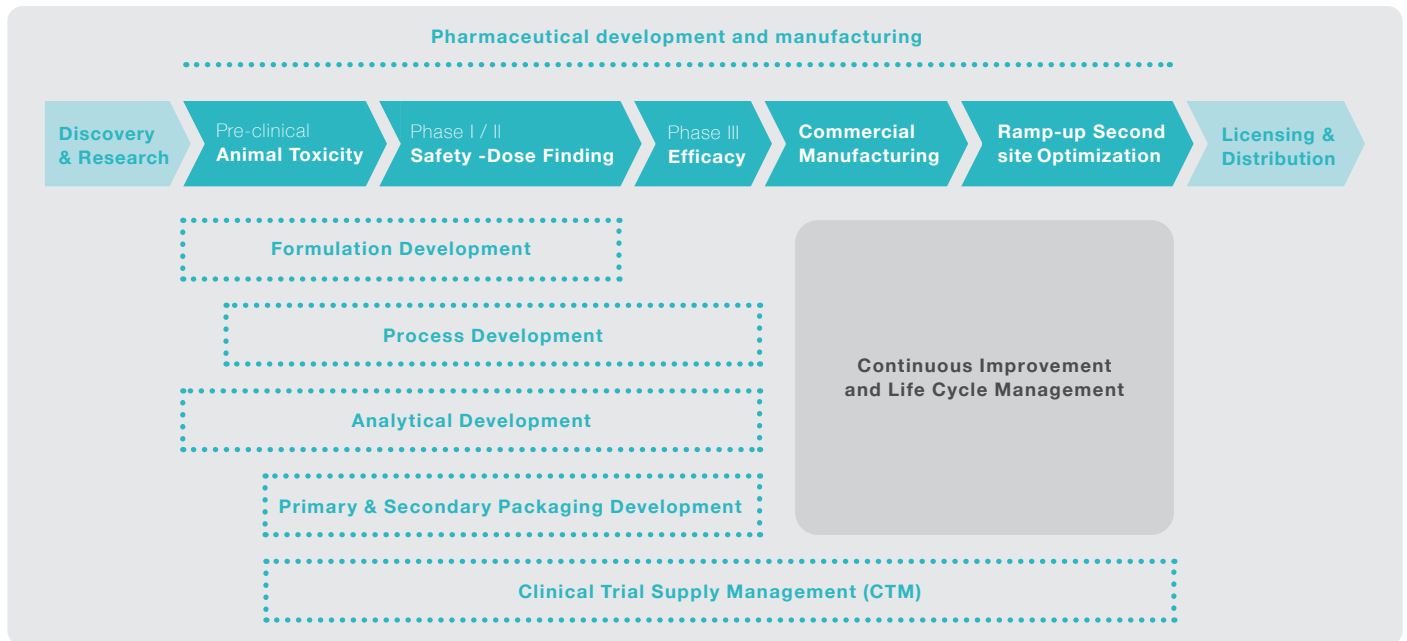 Pharmaceutical development and manufacturing
Discovery
& Research
Pre-clinical
Animal Toxicity
Phase I / II
Safety -Dose Finding
Phase III
Efficacy
Commercial
Manufacturing
Ramp-up Second
site Optimization
Licensing &
Distribution
Formulation Development
Process Development
Analytical Development
Primary & Secondary Packaging Development
Continuous Improvement
and Life Cycle Management
Clinical Trial Supply Management (CTM)